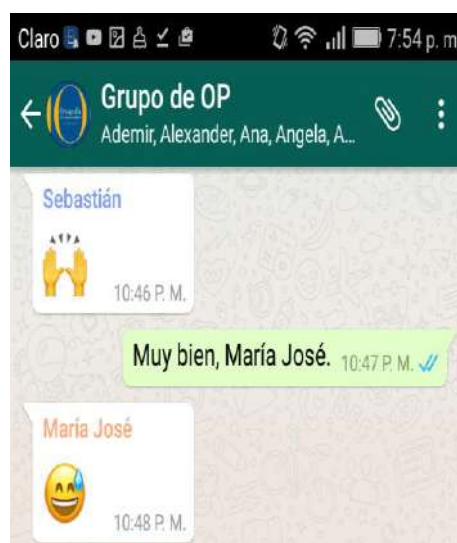 Claro 7:54 p. m
Grupo de OP
Ademir, Alexander, Ana, Angela, A...
Sebastián
10:46 P. M.
Muy bien, María José. 10:47 P. M.
María José
10:48 P. M.